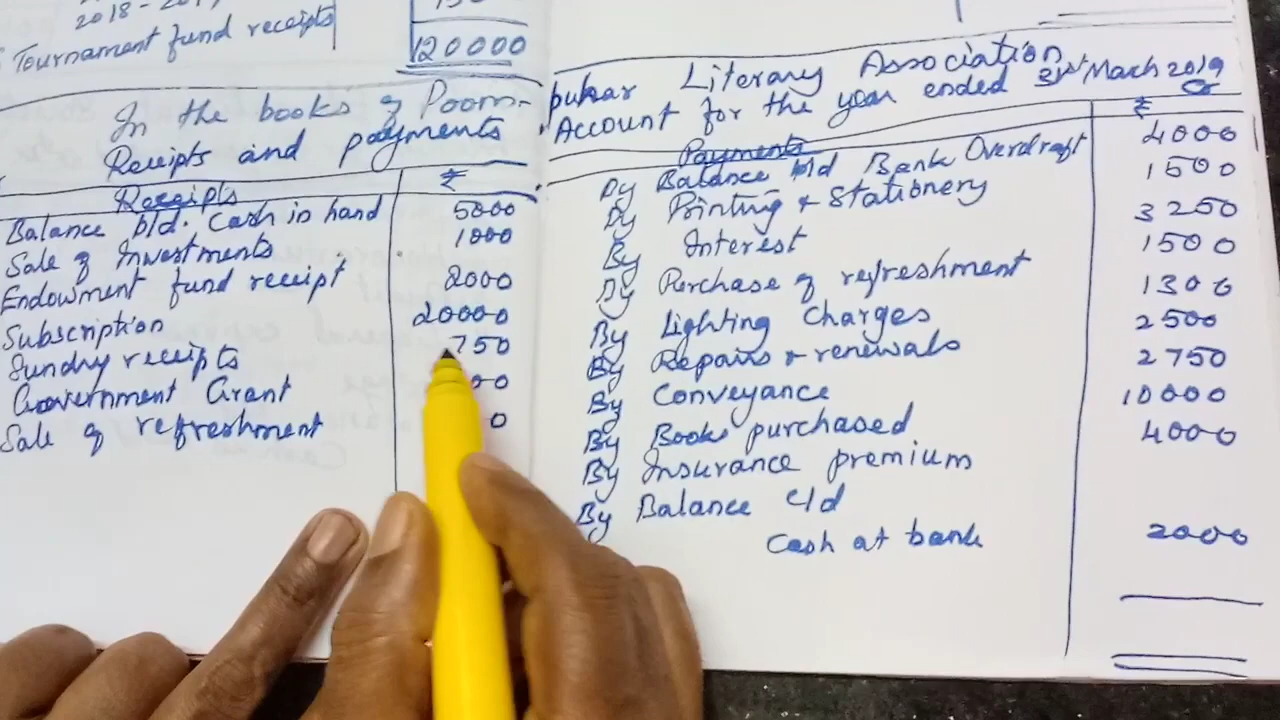 2018-
Tournament fund receipts
120000
In the books of Poom-
Receipts and payments
Receipts ₹
Balance b/d. Cash in hand 5000
Sale of Investments 1000
Endowment fund receipt 2000
Subscription 20000
Sundry receipts 750
Government Grant 00
Sale of refreshment 0
puhar Literary Association
Account for the year ended 31st March 2019
Cr
Payments ₹
By Balance b/d Bank Overdraft 4000
By Printing & Stationery 1500
By Interest 3250
By Purchase of refreshment 1500
By Lighting Charges 1300
By Repairs & renewals 2500
By Conveyance 2750
By Books purchased 10000
By Insurance premium 4000
By Balance c/d
Cash at bank 2000